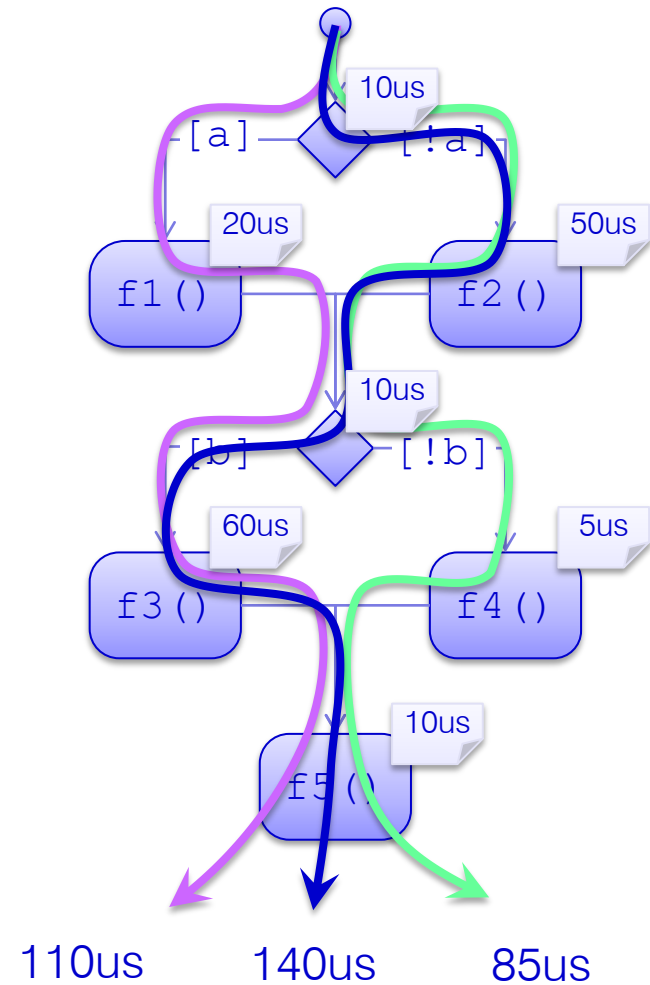 10us
[a]
[!a]
20us
50us
f1()
f2()
10us
[b]
[!b]
60us
5us
f3()
f4()
10us
f5()
110us
140us
85us